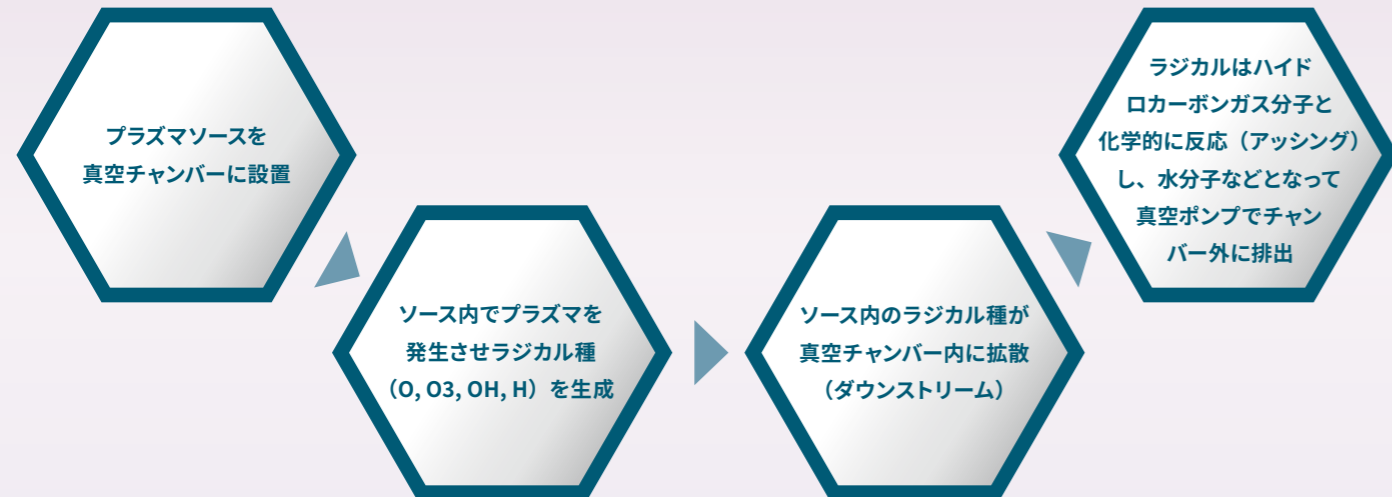 プラズマソースを
真空チャンバーに設置
ソース内でプラズマを
発生させラジカル種
（O, O3, OH, H）を生成
ソース内のラジカル種が
真空チャンバー内に拡散
（ダウンストリーム）
ラジカルはハイド
ロカーボンガス分子と
化学的に反応（アッシング）
し、水分子などとなって
真空ポンプでチャン
バー外に排出